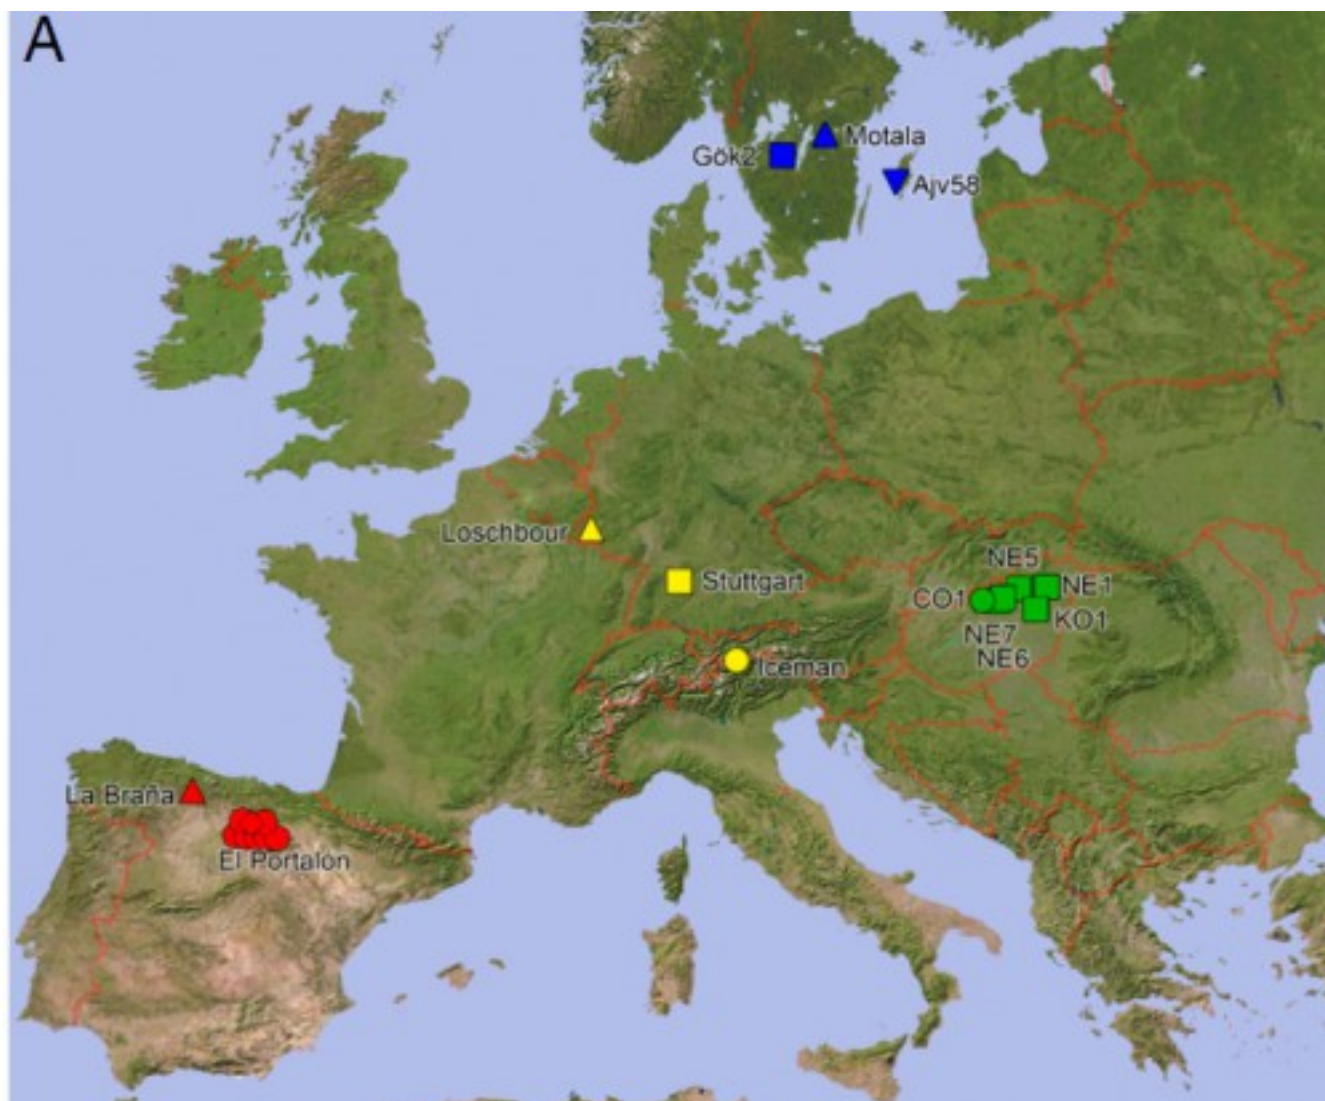 A
Motala
Gök2
Ajv58
Loschbour
Stuttgart
NE5
NE1
CO1
KO1
NE7
NE6
Iceman
La Braña
El Portalón